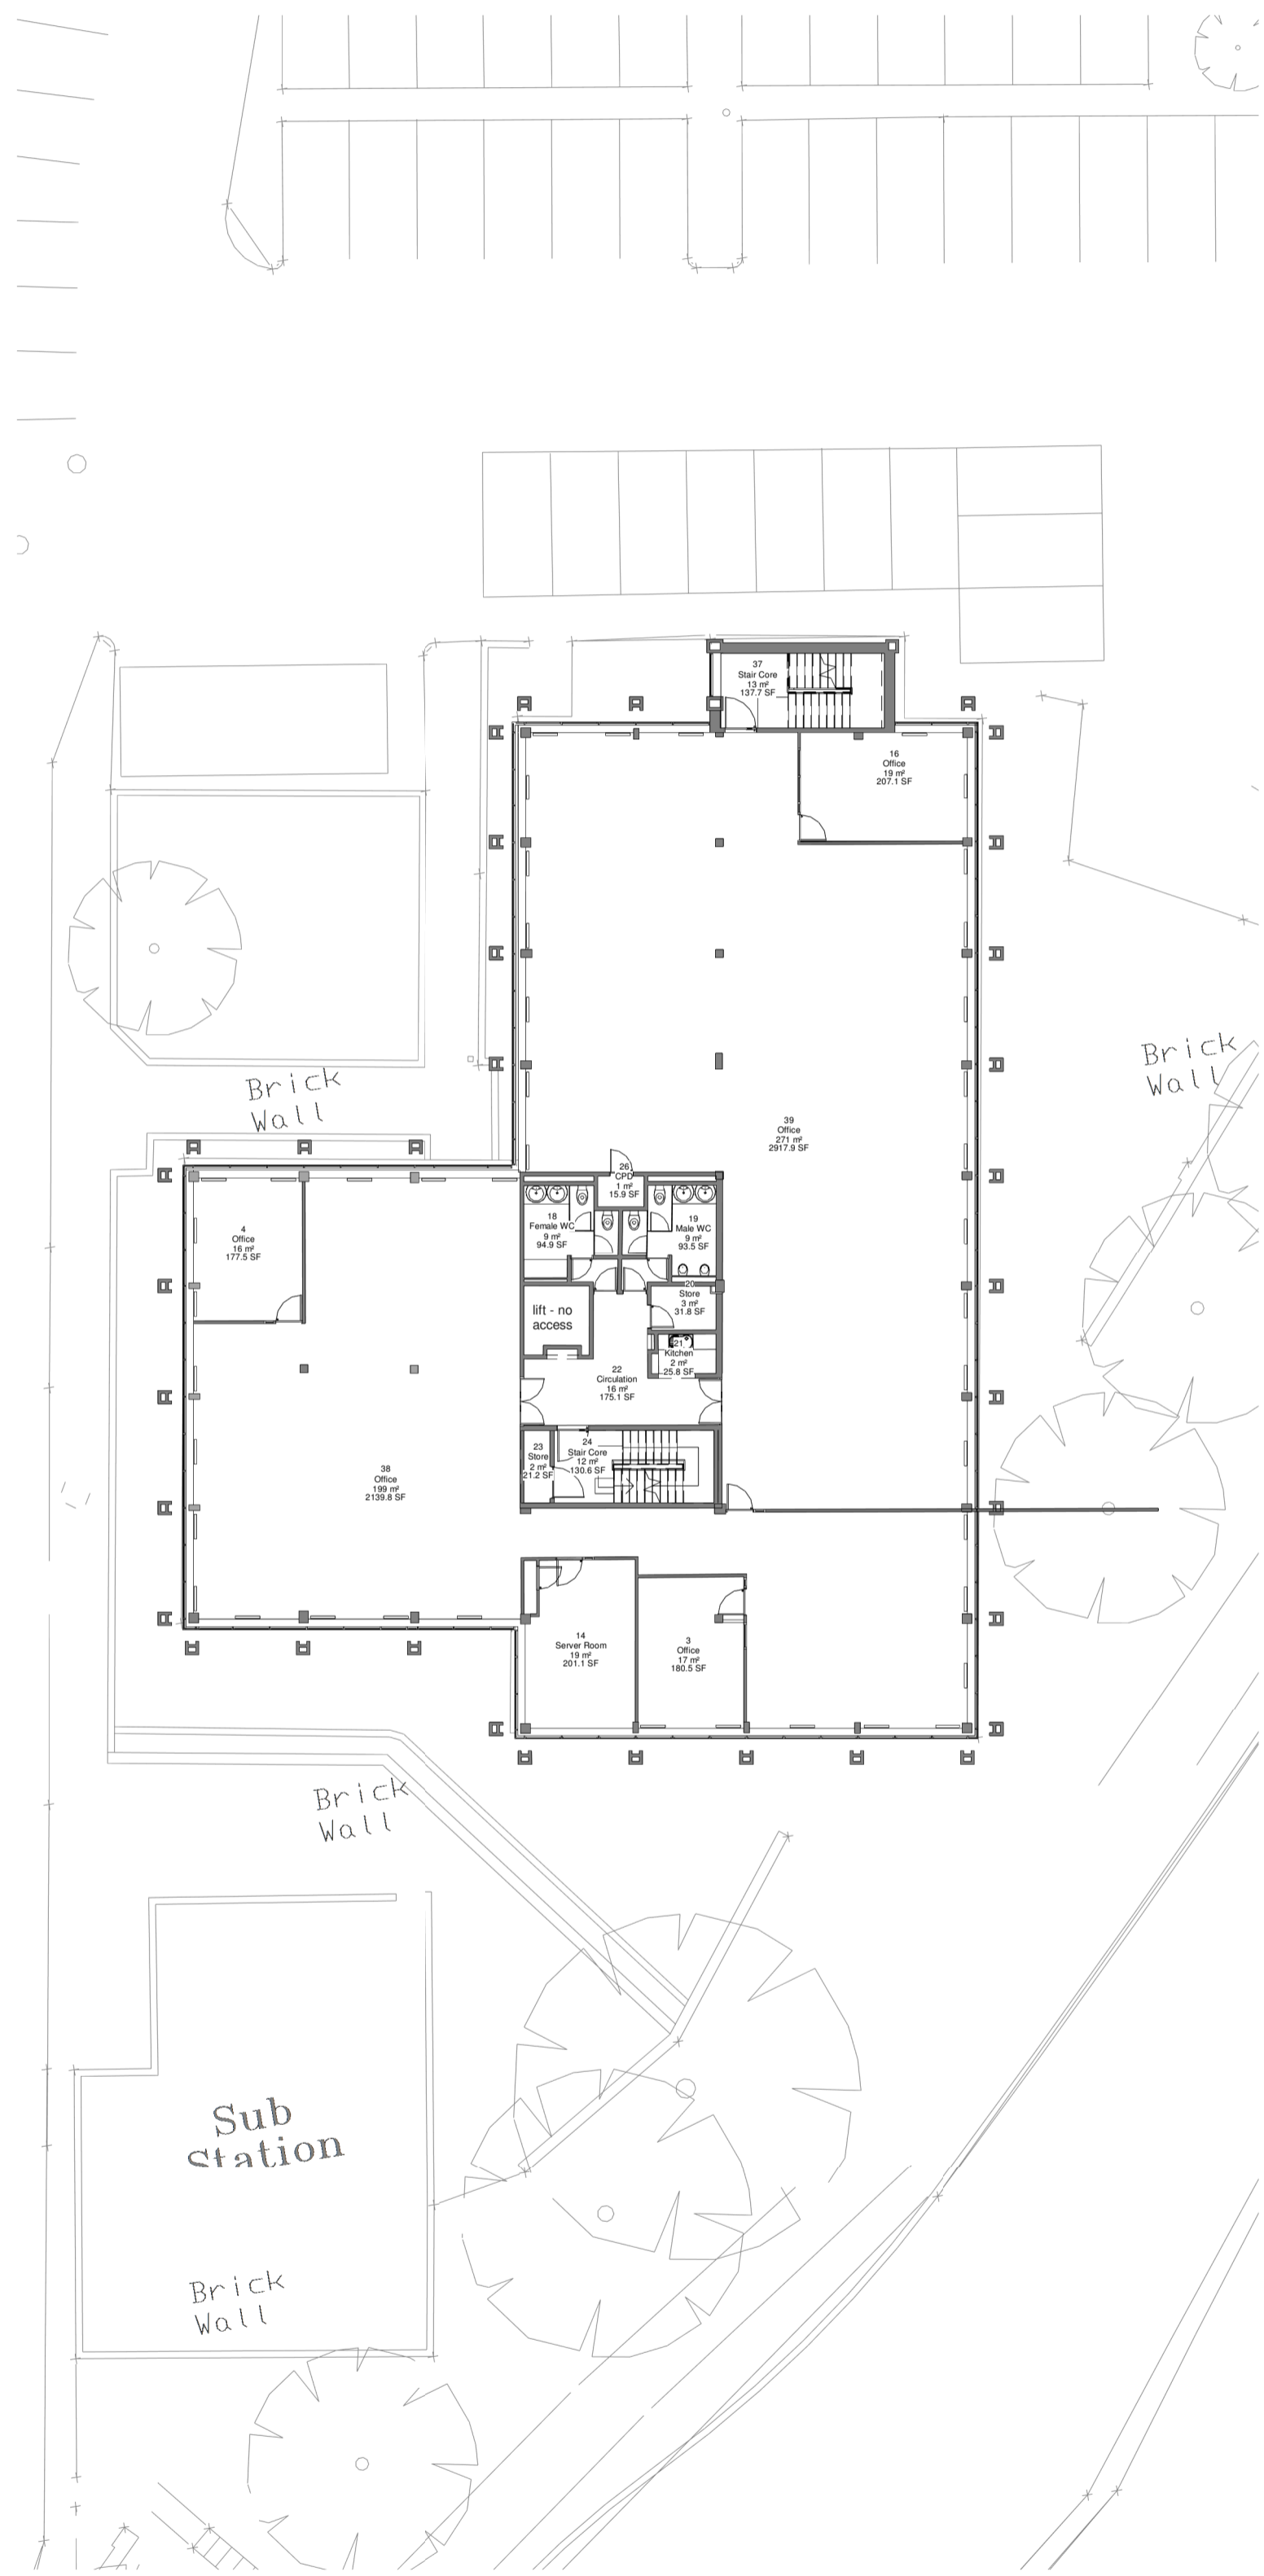 37
Stair Core
13 m²
137.7 SF
16
Office
19 m²
207.1 SF
Brick
Wall
Brick
Wall
39
Office
271 m²
2917.9 SF
26
CPD
1 m²
15.9 SF
18
Female WC
9 m²
94.9 SF
19
Male WC
9 m²
93.5 SF
4
Office
16 m²
177.5 SF
20
Store
3 m²
31.8 SF
lift - no
access
21
Kitchen
2 m²
25.8 SF
22
Circulation
16 m²
175.1 SF
23
Store
2 m²
21.2 SF
24
Stair Core
12 m²
130.6 SF
38
Office
199 m²
2139.8 SF
14
Server Room
19 m²
201.1 SF
3
Office
17 m²
180.5 SF
Brick
Wall
Sub
Station
Brick
Wall